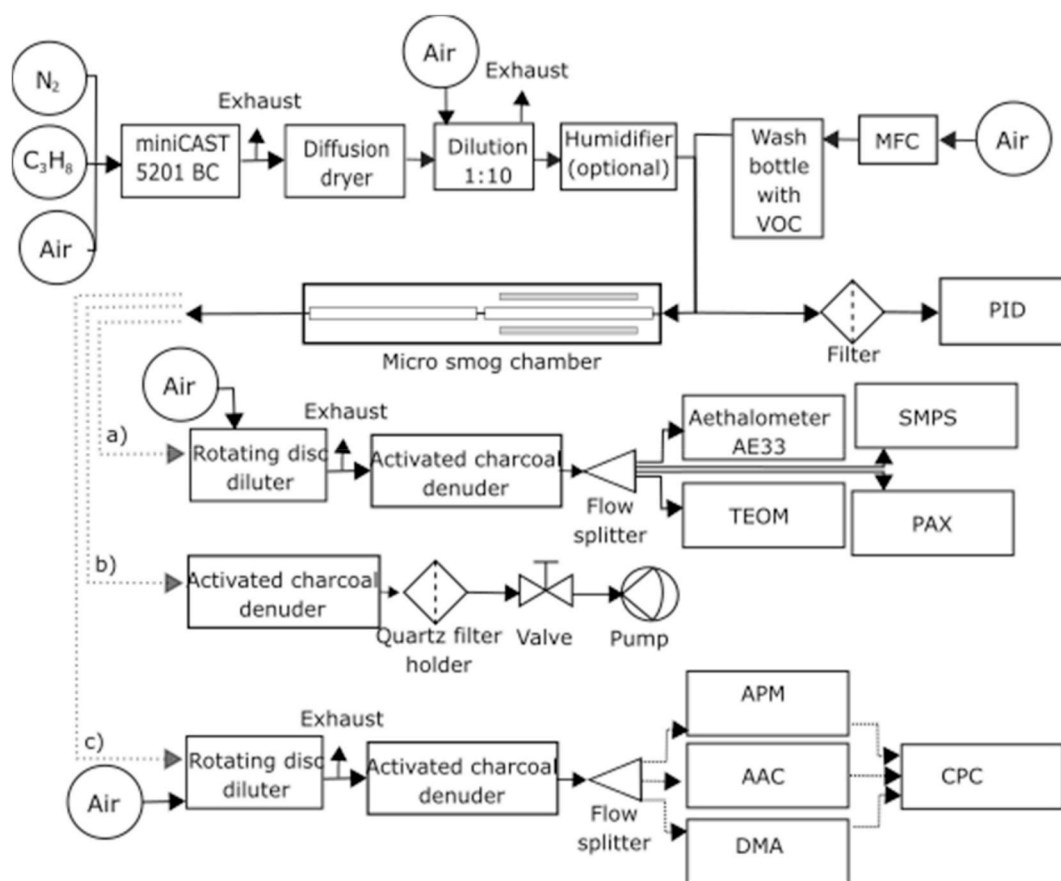 N2
C3H8
Air
miniCAST
5201 BC
Exhaust
Diffusion
dryer
Air
Exhaust
Dilution
1:10
Humidifier
(optional)
Wash
bottle
with
VOC
MFC
Air
Micro smog chamber
Filter
PID
a)
Air
Rotating disc
diluter
Exhaust
Activated charcoal
denuder
Flow
splitter
Aethalometer
AE33
SMPS
TEOM
PAX
b)
Activated charcoal
denuder
Quartz filter
holder
Valve
Pump
c)
Air
Rotating disc
diluter
Exhaust
Activated charcoal
denuder
Flow
splitter
APM
AAC
DMA
CPC